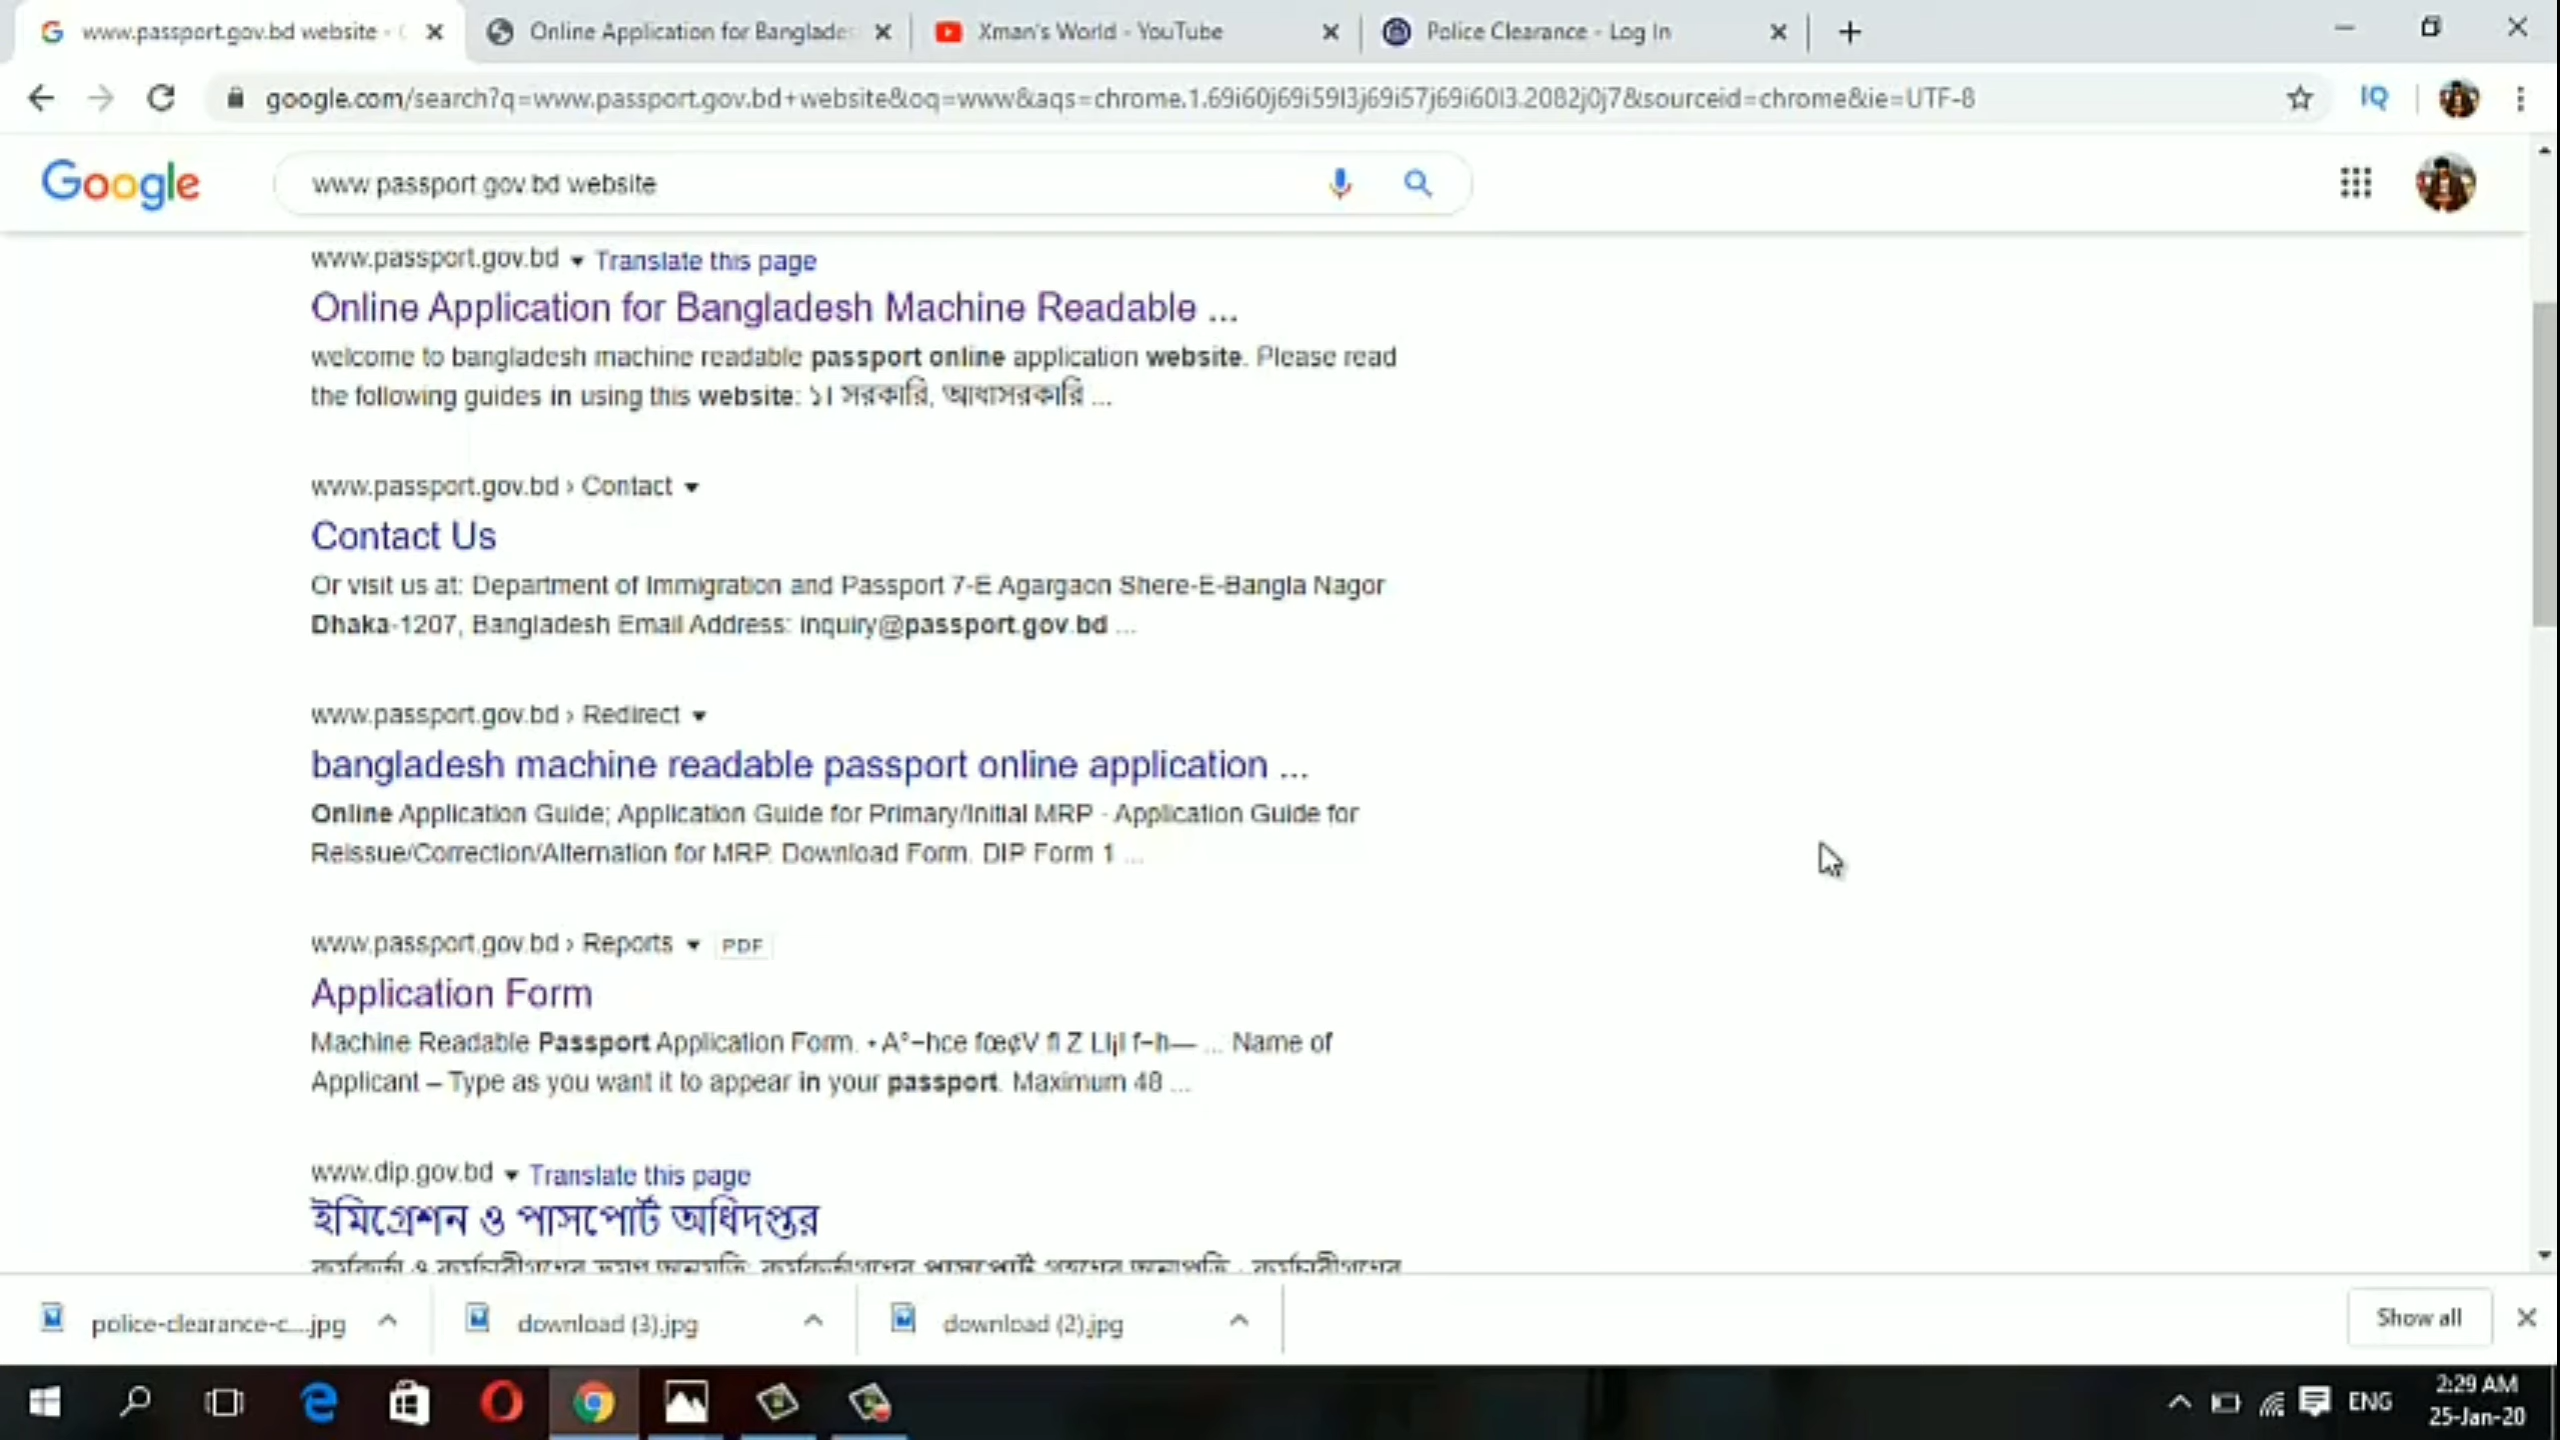 www.passport.gov.bd website - 
Online Application for Banglades
Xman's World - YouTube
Police Clearance - Log In
google.com/search?q=www.passport.gov.bd+website&oq=www&aqs=chrome.1.69i60j69i59l3j69i57j69i60l3.2082j0j7&sourceid=chrome&ie=UTF-8
IQ
Google
www passport.gov.bd website
www.passport.gov.bd Translate this page
Online Application for Bangladesh Machine Readable ...
welcome to bangladesh machine readable passport online application website. Please read
the following guides in using this website: ১। সরকারি, আধাসরকারি ...
www.passport.gov.bd › Contact
Contact Us
Or visit us at: Department of Immigration and Passport 7-E Agargaon Shere-E-Bangla Nagor
Dhaka-1207, Bangladesh Email Address: inquiry@passport.gov.bd ...
www.passport.gov.bd › Redirect
bangladesh machine readable passport online application ...
Online Application Guide; Application Guide for Primary/Initial MRP - Application Guide for
Reissue/Correction/Alternation for MRP. Download Form. DIP Form 1 ...
www.passport.gov.bd › Reports PDF
Application Form
Machine Readable Passport Application Form. • A°−hce fœ¢V fl Z LI¡l f−h— ... Name of
Applicant – Type as you want it to appear in your passport. Maximum 48 ...
www.dip.gov.bd Translate this page
ইমিগ্রেশন ও পাসপোর্ট অধিদপ্তর
police-clearance-c....jpg
download (3).jpg
download (2).jpg
Show all
ENG
2:29 AM
25-Jan-20